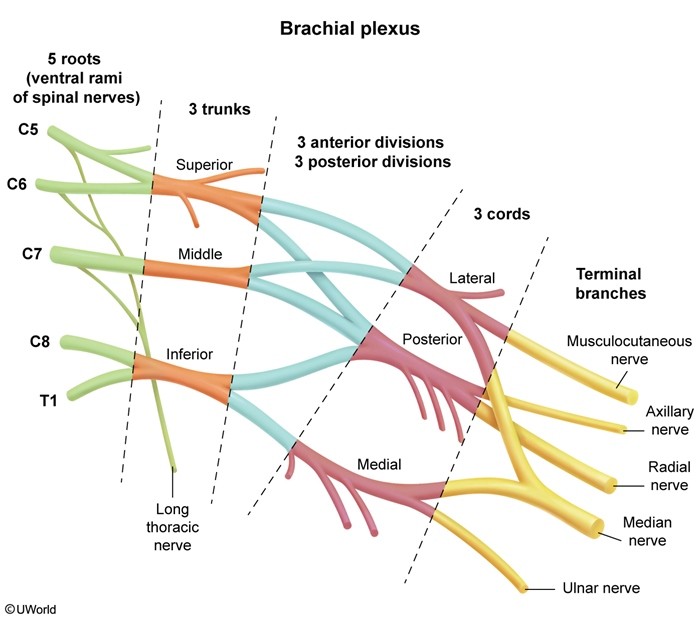 Brachial plexus
5 roots
(ventral rami
of spinal nerves)
3 trunks
3 anterior divisions
3 posterior divisions
3 cords
Terminal
branches
C5
C6
C7
C8
T1
Superior
Middle
Inferior
Lateral
Posterior
Medial
Long
thoracic
nerve
Musculocutaneous
nerve
Axillary
nerve
Radial
nerve
Median
nerve
Ulnar nerve
©UWorld